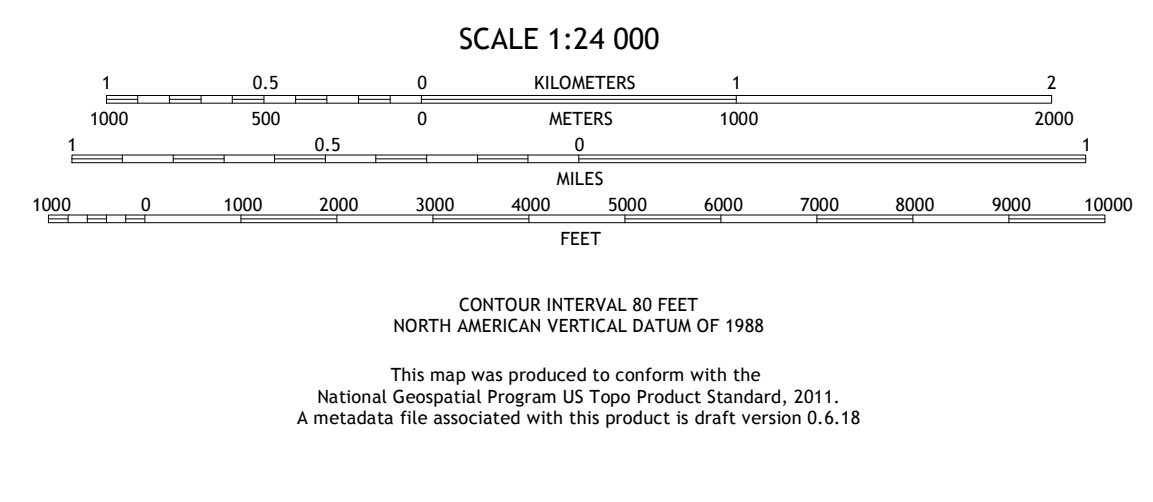 SCALE 1:24 000
1 0.5 0 KILOMETERS 1 2
1000 500 0 METERS 1000 2000
1 0.5 0 1
MILES
1000 0 1000 2000 3000 4000 5000 6000 7000 8000 9000 10000
FEET
CONTOUR INTERVAL 80 FEET
NORTH AMERICAN VERTICAL DATUM OF 1988
This map was produced to conform with the
National Geospatial Program US Topo Product Standard, 2011.
A metadata file associated with this product is draft version 0.6.18